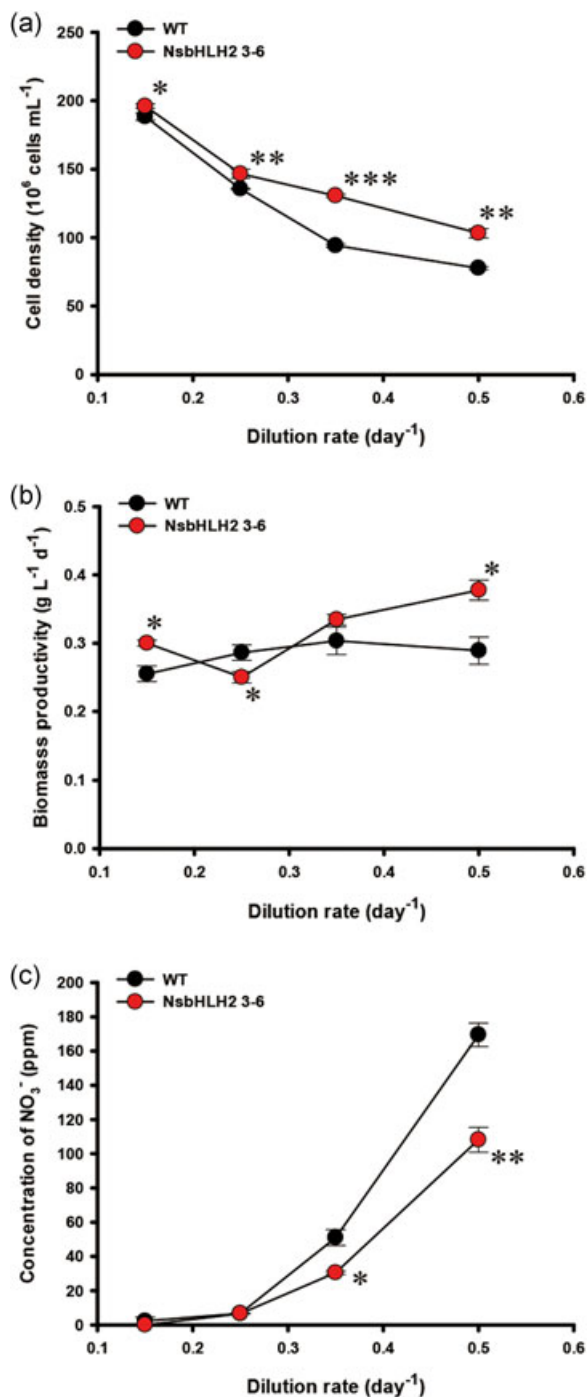 (a)
WT
NsbHLH2 3-6
250
200
150
100
50
0
*
**
***
**
Cell density (10⁶ cells mL⁻¹)
0.1 0.2 0.3 0.4 0.5 0.6
Dilution rate (day⁻¹)
(b)
WT
NsbHLH2 3-6
0.5
0.4
0.3
0.2
0.1
0.0
*
*
*
Biomasss productivity (g L⁻¹ d⁻¹)
0.1 0.2 0.3 0.4 0.5 0.6
Dilution rate (day⁻¹)
(c)
WT
NsbHLH2 3-6
200
180
160
140
120
100
80
60
40
20
0
*
**
Concentration of NO₃⁻ (ppm)
0.1 0.2 0.3 0.4 0.5 0.6
Dilution rate (day⁻¹)